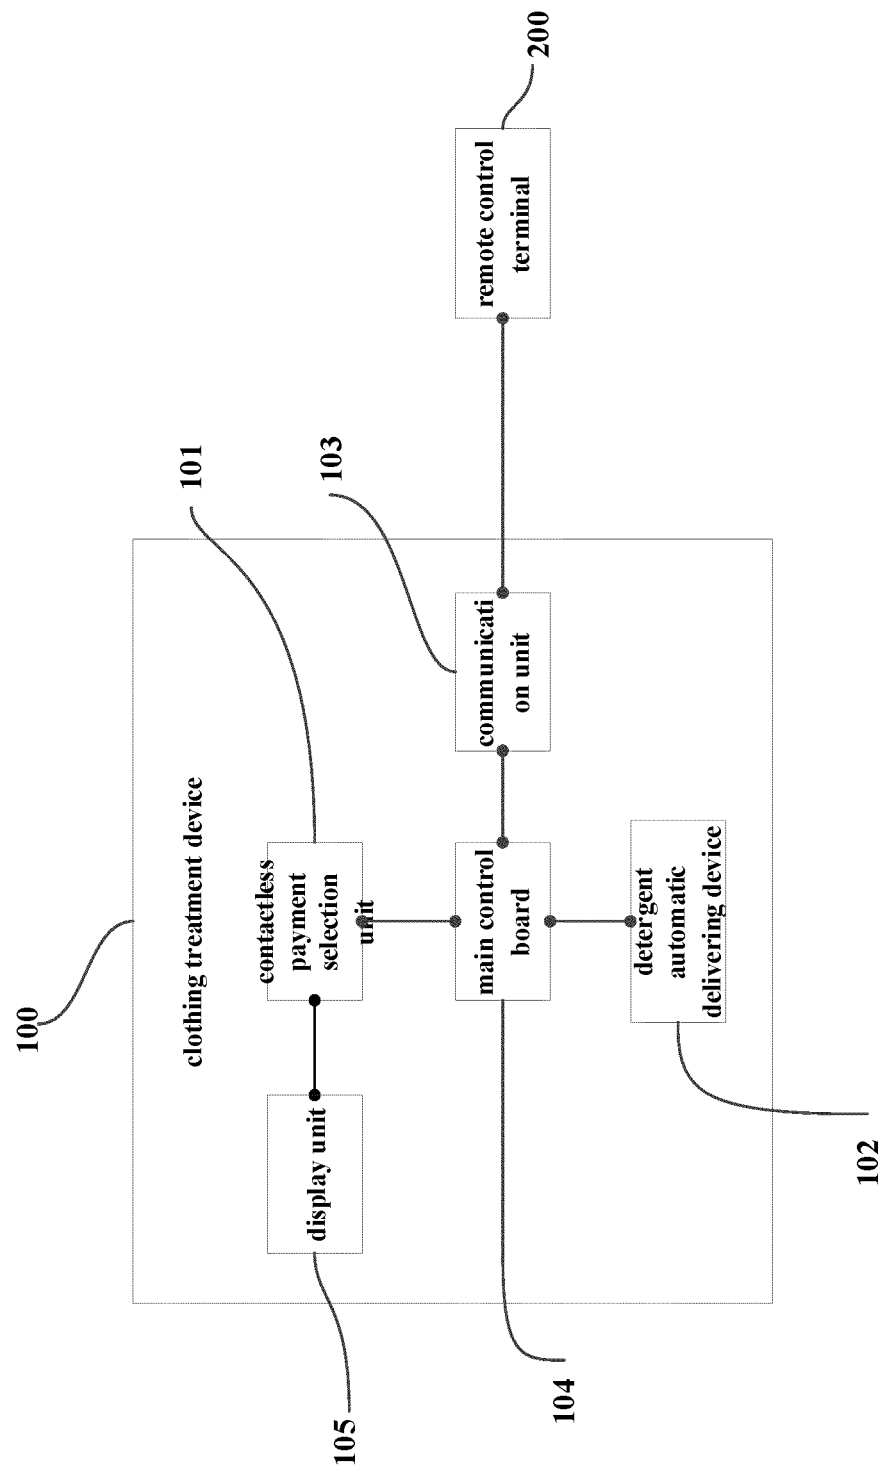 100
clothing treatment device
105
display unit
contactless
payment
selection
unit
101
104
main control
board
communicati
on unit
103
remote control
terminal
200
detergent
automatic
delivering device
102